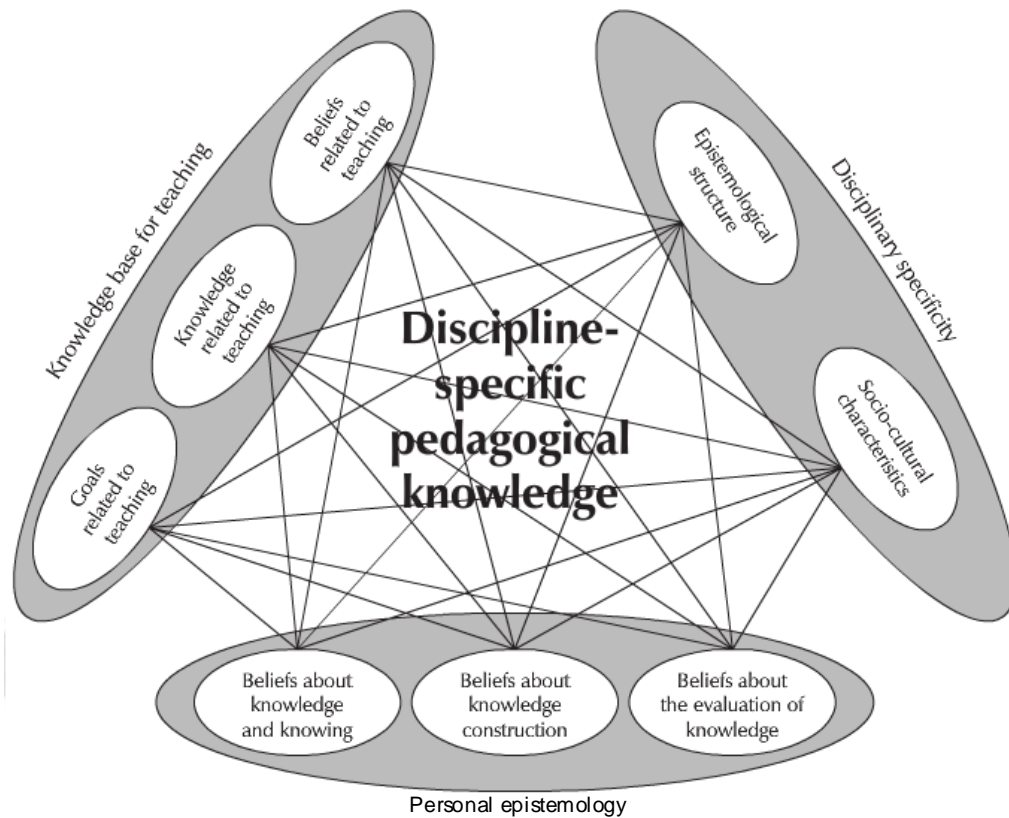 Knowledge base for teaching
Beliefs
related to
teaching
Knowledge
related to
teaching
Goals
related to
teaching
Disciplinary specificity
Epistemological
structure
Socio-cultural
characteristics
Discipline-
specific
pedagogical
knowledge
Beliefs about
knowledge
and knowing
Beliefs about
knowledge
construction
Beliefs about
the evaluation of
knowledge
Personal epistemology